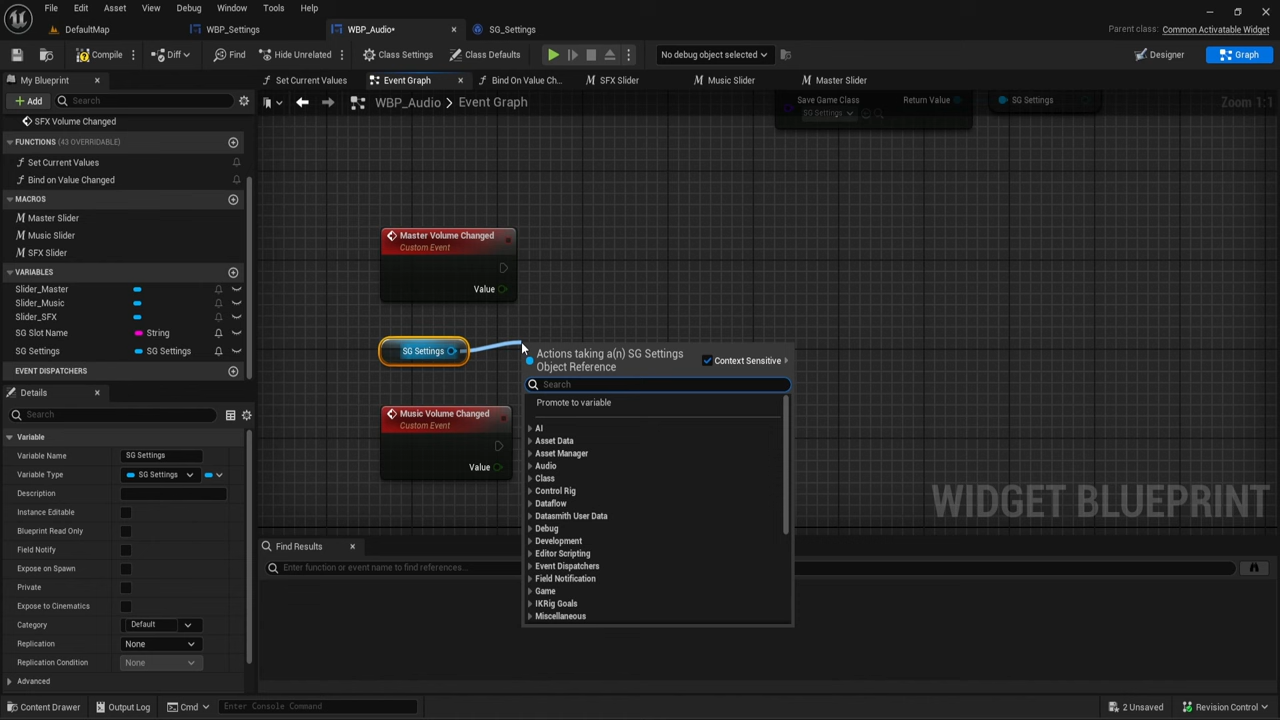 File Edit Asset View Debug Window Tools Help
DefaultMap
WBP_Settings
WBP_Audio•
SG_Settings
Parent class: Common Activatable Widget
Compile
Diff
Find
Hide Unrelated
Class Settings
Class Defaults
No debug object selected
Designer
Graph
My Blueprint
Set Current Values
Event Graph
Bind On Value Ch...
SFX Slider
Music Slider
Master Slider
Add
Search
WBP_Audio > Event Graph
Zoom 1:1
Save Game Class
Return Value
SG Settings
SG Settings
SFX Volume Changed
FUNCTIONS (43 OVERRIDABLE)
Set Current Values
Bind on Value Changed
MACROS
Master Slider
Music Slider
SFX Slider
VARIABLES
Slider_Master
Slider_Music
Slider_SFX
SG Slot Name String
SG Settings SG Settings
EVENT DISPATCHERS
Details
Search
Variable
Variable Name SG Settings
Variable Type SG Settings
Description
Instance Editable
Blueprint Read Only
Field Notify
Expose on Spawn
Private
Expose to Cinematics
Category Default
Replication None
Replication Condition None
Advanced
Master Volume Changed
Custom Event
Value
SG Settings
Music Volume Changed
Custom Event
Value
Actions taking a(n) SG Settings
Object Reference
Context Sensitive
Search
Promote to variable
AI
Asset Data
Asset Manager
Audio
Class
Control Rig
Dataflow
Datasmith User Data
Debug
Development
Editor Scripting
Event Dispatchers
Field Notification
Game
IKRig Goals
Miscellaneous
WIDGET BLUEPRINT
Find Results
Enter function or event name to find references...
Content Drawer
Output Log
Cmd
Enter Console Command
2 Unsaved
Revision Control